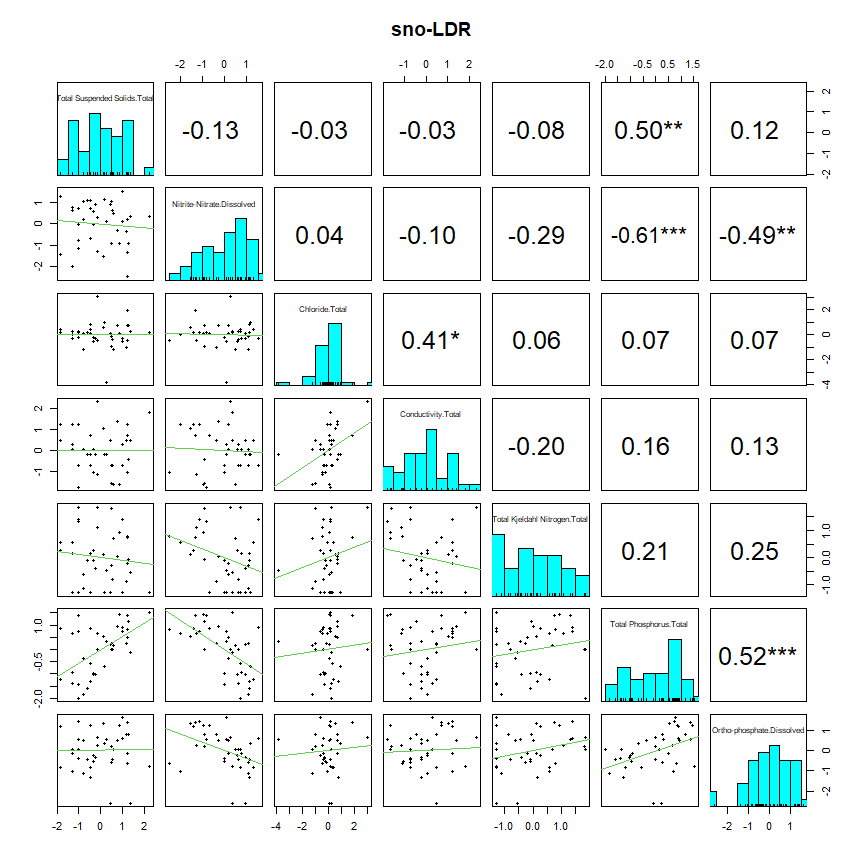 sno-LDR
-2 -1 0 1
-1 0 1 2
-2.0 -0.5 0.5 1.5
Total Suspended Solids.Total
-0.13
-0.03
-0.03
-0.08
0.50**
0.12
-2 -1 0 1 2
-2 -1 0 1
Nitrite-Nitrate.Dissolved
0.04
-0.10
-0.29
-0.61***
-0.49**
Chloride.Total
0.41*
0.06
0.07
0.07
-4 -2 0 2
-1 0 1 2
Conductivity.Total
-0.20
0.16
0.13
Total Kjeldahl Nitrogen.Total
0.21
0.25
-1.0 0.0 1.0
-2.0 -0.5 1.0
Total Phosphorus.Total
0.52***
Ortho-phosphate.Dissolved
-2 -1 0 1
-2 -1 0 1 2
-4 -2 0 2
-1.0 0.0 1.0
-2 -1 0 1